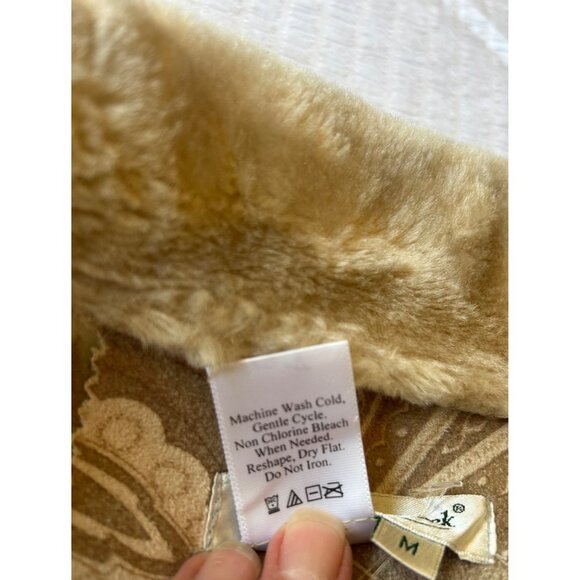 Machine Wash Cold,
Gentle Cycle.
Non Chlorine Bleach
When Needed.
Reshape, Dry Flat.
Do Not Iron.
®
M